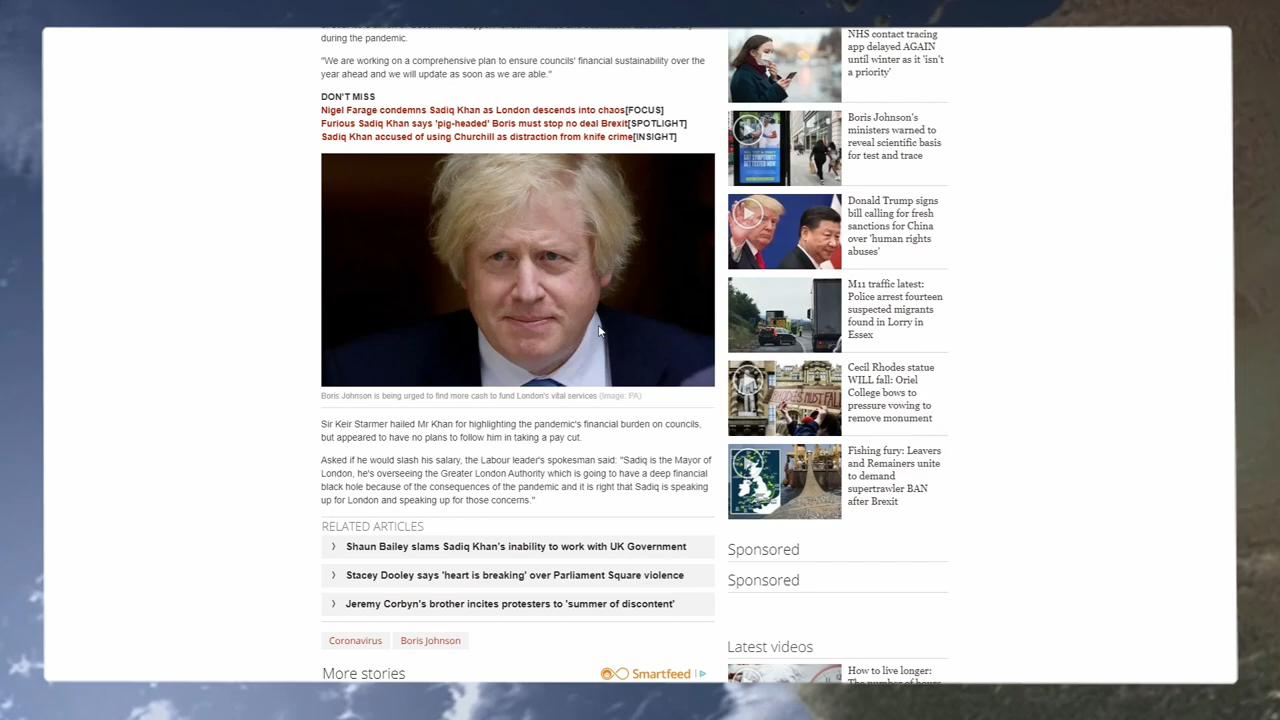 during the pandemic.
"We are working on a comprehensive plan to ensure councils' financial sustainability over the
year ahead and we will update as soon as we are able."
DON'T MISS
Nigel Farage condemns Sadiq Khan as London descends into chaos[FOCUS]
Furious Sadiq Khan says 'pig-headed' Boris must stop no deal Brexit[SPOTLIGHT]
Sadiq Khan accused of using Churchill as distraction from knife crime[INSIGHT]
Boris Johnson is being urged to find more cash to fund London's vital services (Image: PA)
Sir Keir Starmer hailed Mr Khan for highlighting the pandemic's financial burden on councils,
but appeared to have no plans to follow him in taking a pay cut.
Asked if he would slash his salary, the Labour leader's spokesman said: "Sadiq is the Mayor of
London, he's overseeing the Greater London Authority which is going to have a deep financial
black hole because of the consequences of the pandemic and it is right that Sadiq is speaking
up for London and speaking up for those concerns."
RELATED ARTICLES
Shaun Bailey slams Sadiq Khan's inability to work with UK Government
Stacey Dooley says 'heart is breaking' over Parliament Square violence
Jeremy Corbyn's brother incites protesters to 'summer of discontent'
Coronavirus
Boris Johnson
More stories
Smartfeed
NHS contact tracing
app delayed AGAIN
until winter as it 'isn't
a priority'
Boris Johnson's
ministers warned to
reveal scientific basis
for test and trace
Donald Trump signs
bill calling for fresh
sanctions for China
over 'human rights
abuses'
M11 traffic latest:
Police arrest fourteen
suspected migrants
found in Lorry in
Essex
Cecil Rhodes statue
WILL fall: Oriel
College bows to
pressure vowing to
remove monument
RHODES MUST FALL
Fishing fury: Leavers
and Remainers unite
to demand
supertrawler BAN
after Brexit
Sponsored
Sponsored
Latest videos
How to live longer:
The number of hours